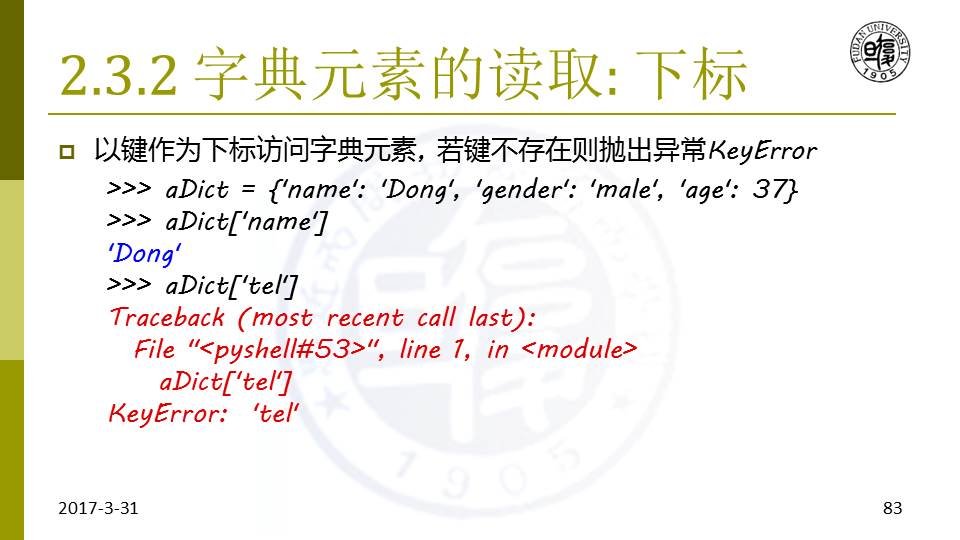 2.3.2 字典元素的读取: 下标
FUDAN UNIVERSITY
1905
以键作为下标访问字典元素, 若键不存在则抛出异常KeyError
>>> aDict = {'name': 'Dong', 'gender': 'male', 'age': 37}
>>> aDict['name']
'Dong'
>>> aDict['tel']
Traceback (most recent call last):
File "<pyshell#53>", line 1, in <module>
aDict['tel']
KeyError: 'tel'
1905
2017-3-31
83